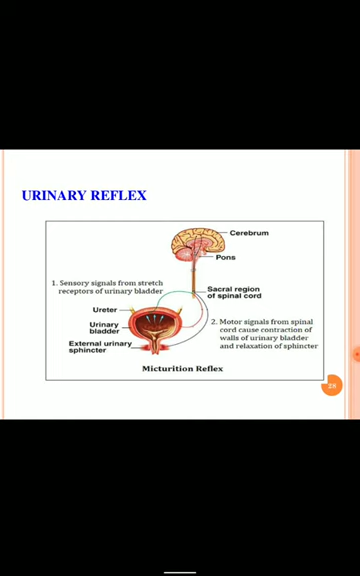 URINARY REFLEX
Cerebrum
Pons
1. Sensory signals from stretch
receptors of urinary bladder
Sacral region
of spinal cord
Ureter
Urinary
bladder
External urinary
sphincter
2. Motor signals from spinal
cord cause contraction of
walls of urinary bladder
and relaxation of sphincter
Micturition Reflex
28